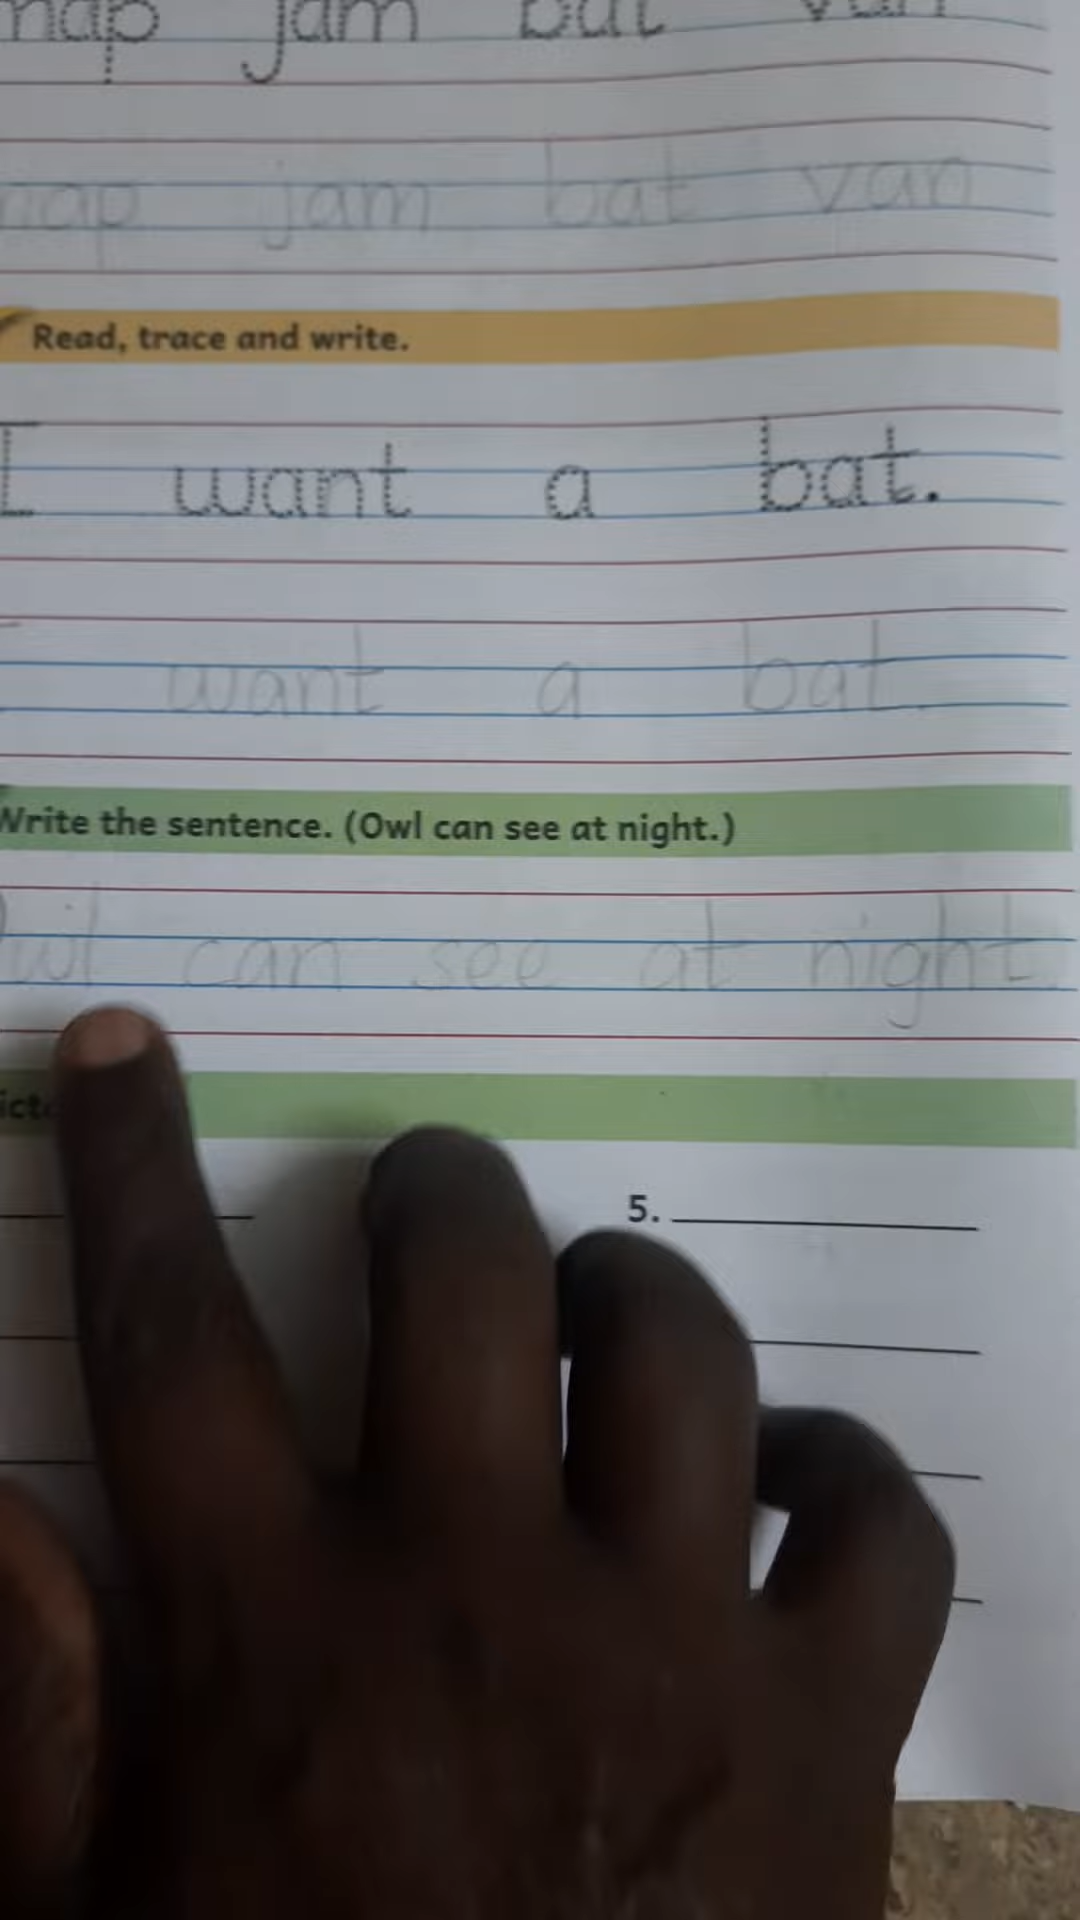 map jam bat van
map jam bat van
Read, trace and write.
I want a bat.
want a bat.
Write the sentence. (Owl can see at night.)
Owl can see at night.
5.